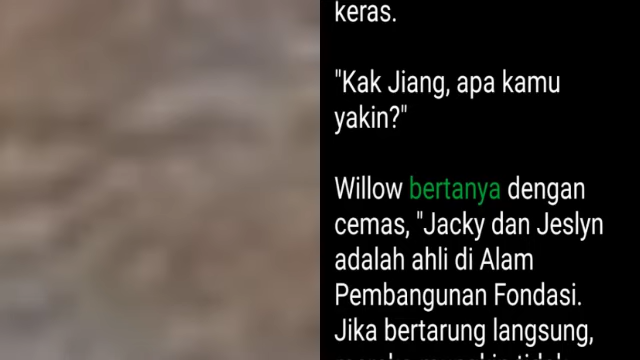 keras.
"Kak Jiang, apa kamu
yakin?"
Willow bertanya dengan
cemas, "Jacky dan Jeslyn
adalah ahli di Alam
Pembangunan Fondasi.
Jika bertarung langsung,